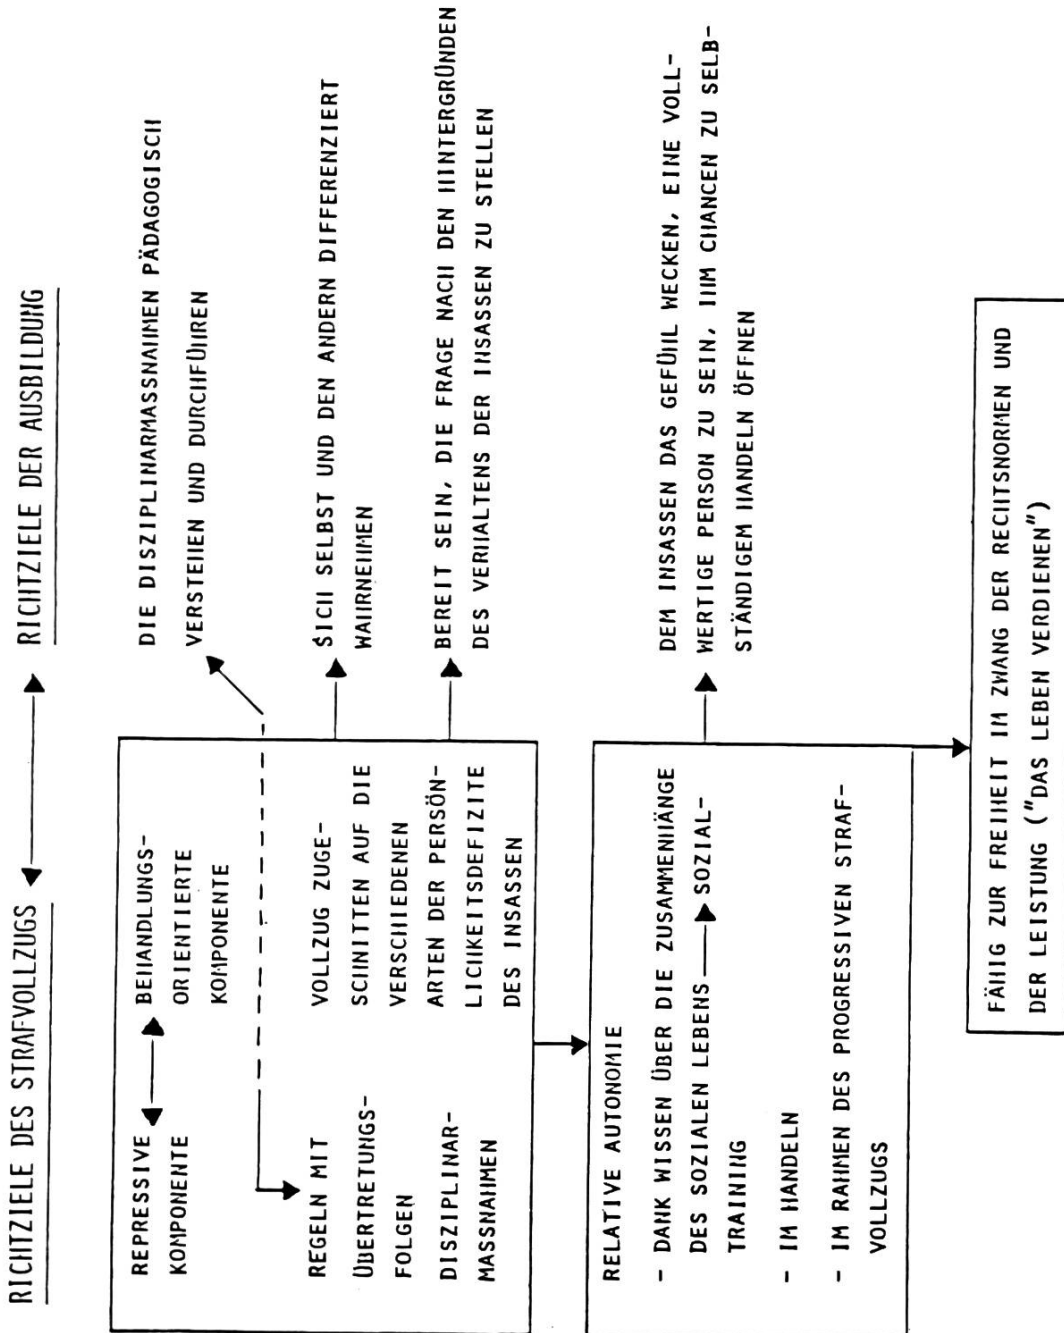 RICHTZIELE DES STRAFVOLLZUGS
RICHTZIELE DER AUSBILDUNG
REPRESSIVE
KOMPONENTE
BEHANDLUNGS-
ORIENTIERTE
KOMPONENTE
DIE DISZIPLINARMASSNAHMEN PÄDAGOGISCH
VERSTEHEN UND DURCHFÜHREN
REGELN MIT
ÜBERTRETUNGS-
FOLGEN
DISZIPLINAR-
MASSNAHMEN
VOLLZUG ZUGE-
SCHNITTEN AUF DIE
VERSCHIEDENEN
ARTEN DER PERSÖN-
LICHKEITSDEFIZITE
DES INSASSEN
SICH SELBST UND DEN ANDERN DIFFERENZIERT
WAHRNEHMEN
BEREIT SEIN, DIE FRAGE NACH DEN HINTERGRÜNDEN
DES VERHALTENS DER INSASSEN ZU STELLEN
RELATIVE AUTONOMIE
- DANK WISSEN ÜBER DIE ZUSAMMENHÄNGE
DES SOZIALEN LEBENS SOZIAL-
TRAINING
- IM HANDELN
- IM RAHMEN DES PROGRESSIVEN STRAF-
VOLLZUGS
DEM INSASSEN DAS GEFÜHL WECKEN, EINE VOLL-
WERTIGE PERSON ZU SEIN, IHM CHANCEN ZU SELB-
STÄNDIGEM HANDELN ÖFFNEN
FÄHIG ZUR FREIHEIT IM ZWANG DER RECHTSNORMEN UND
DER LEISTUNG ("DAS LEBEN VERDIENEN")